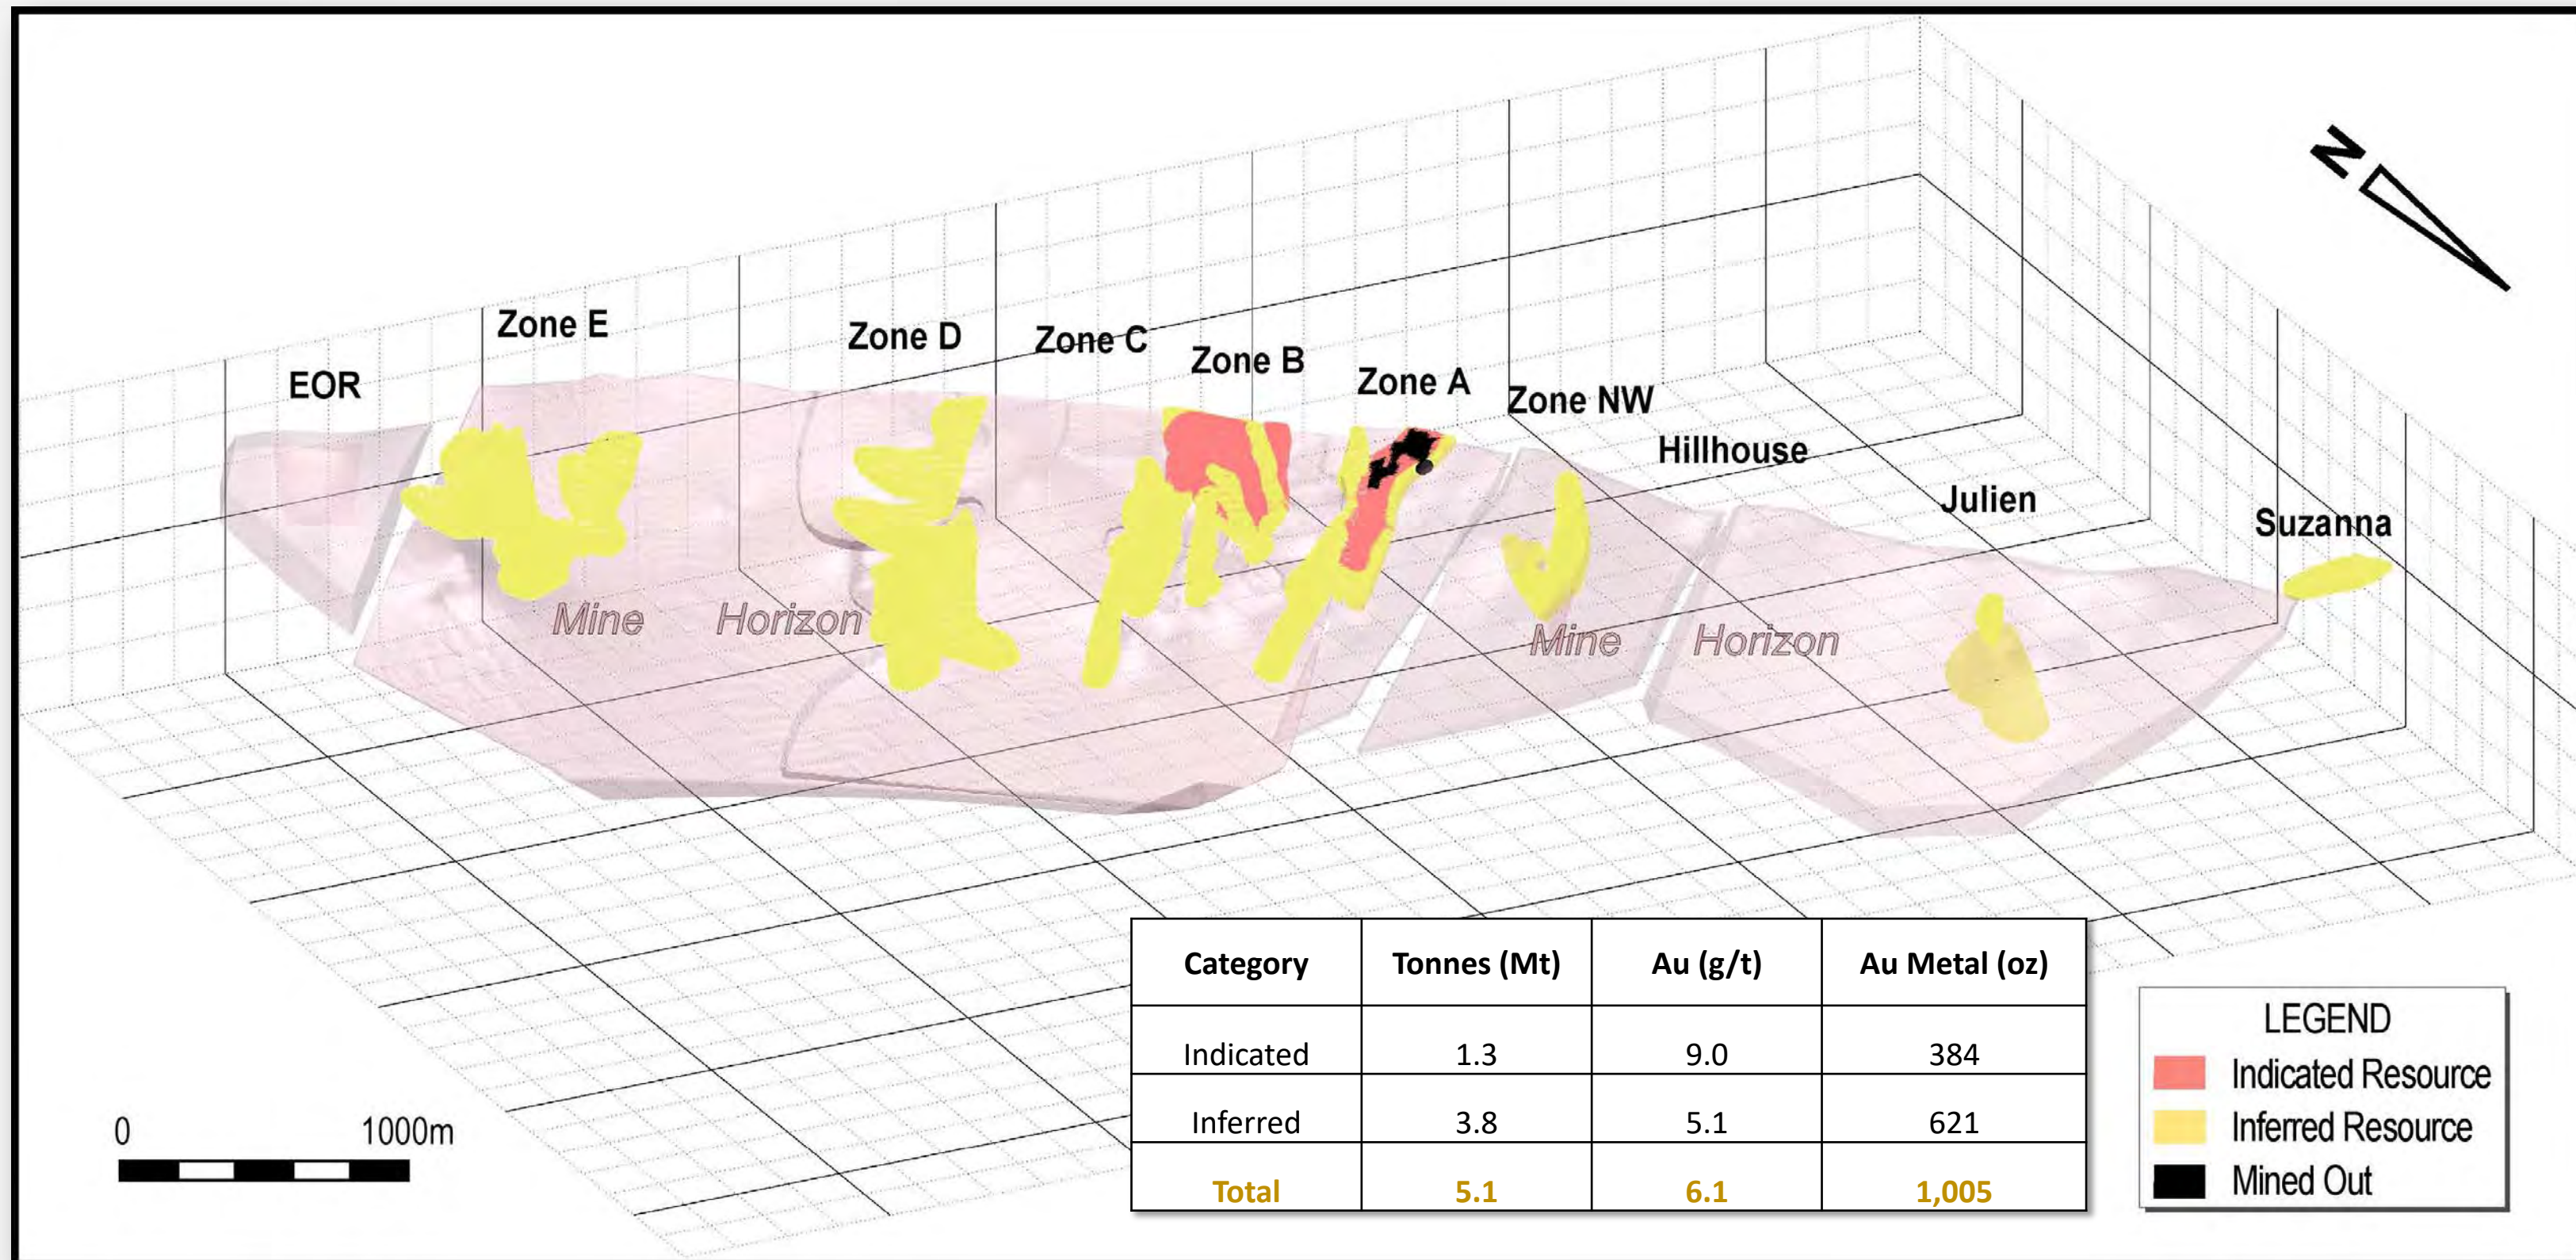 N
Zone E
Zone D
Zone C
Zone B
Zone A
EOR
Zone NW
Hillhouse
Julien
Suzanna
Mine Horizon
Mine Horizon
Category Tonnes (Mt) Au (g/t) Au Metal (oz)
Indicated 1.3 9.0 384
Inferred 3.8 5.1 621
Total 5.1 6.1 1,005
LEGEND
Indicated Resource
Inferred Resource
Mined Out
0 1000m